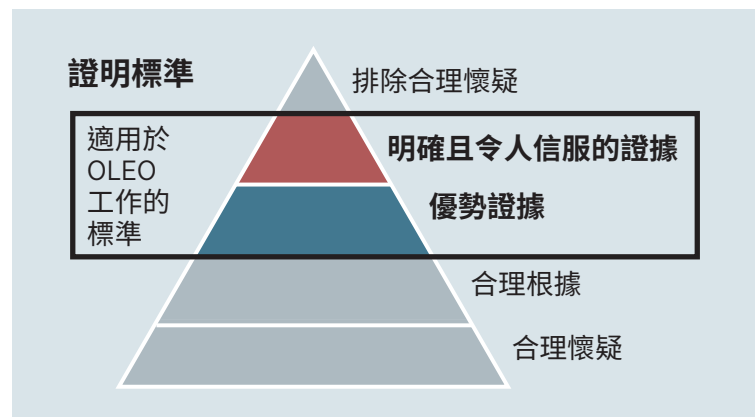 證明標準
排除合理懷疑
適用於
OLEO
工作的
標準
明確且令人信服的證據
優勢證據
合理根據
合理懷疑